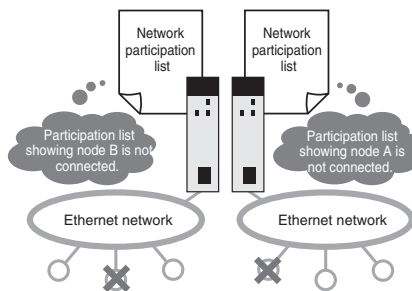 Network
participation
list
Network
participation
list
Participation list
showing node B is not
connected.
Participation list
showing node A is
not connected.
Ethernet network
Ethernet network